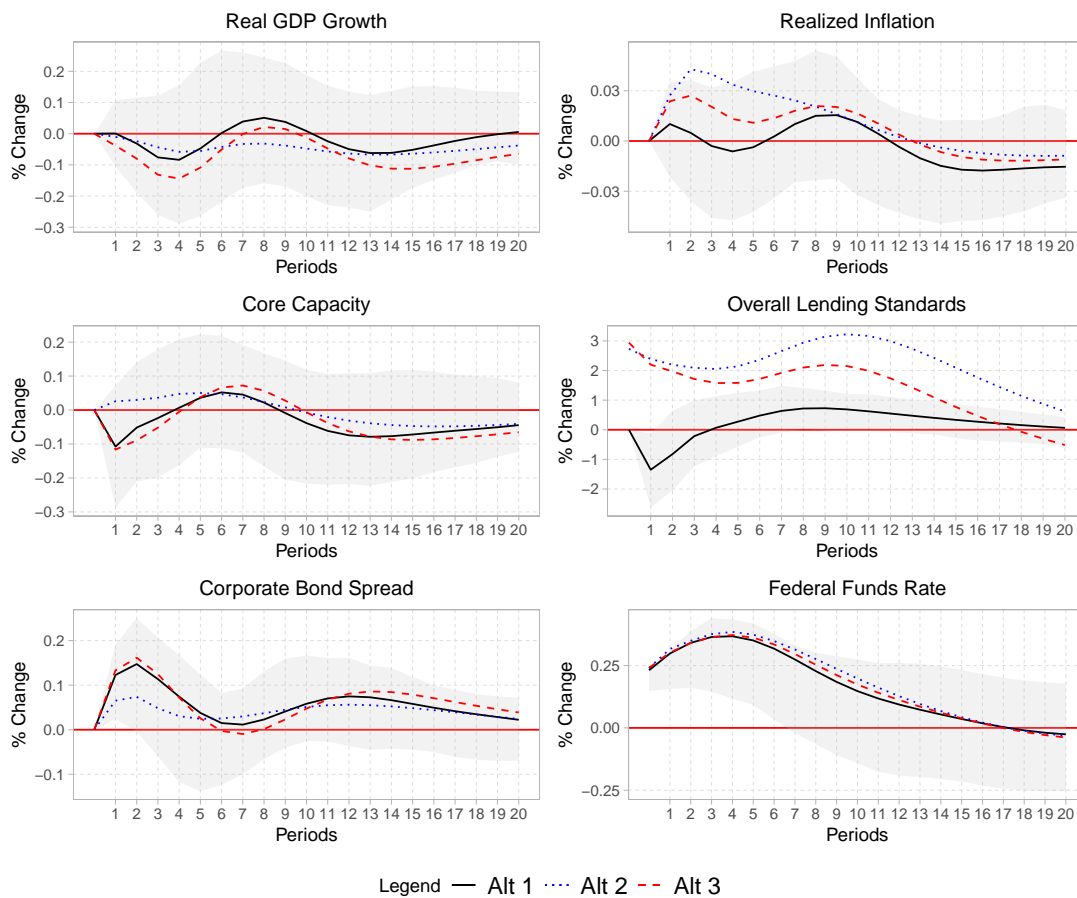 Real GDP Growth
% Change
0.2
0.1
0.0
−0.1
−0.2
−0.3
1 2 3 4 5 6 7 8 9 10 11 12 13 14 15 16 17 18 19 20
Periods
Realized Inflation
% Change
0.03
0.00
−0.03
1 2 3 4 5 6 7 8 9 10 11 12 13 14 15 16 17 18 19 20
Periods
Core Capacity
% Change
0.2
0.1
0.0
−0.1
−0.2
−0.3
1 2 3 4 5 6 7 8 9 10 11 12 13 14 15 16 17 18 19 20
Periods
Overall Lending Standards
% Change
3
2
0
−1
−2
1 2 3 4 5 6 7 8 9 10 11 12 13 14 15 16 17 18 19 20
Periods
Corporate Bond Spread
% Change
0.2
0.1
0.0
−0.1
1 2 3 4 5 6 7 8 9 10 11 12 13 14 15 16 17 18 19 20
Periods
Federal Funds Rate
% Change
0.25
0.00
−0.25
1 2 3 4 5 6 7 8 9 10 11 12 13 14 15 16 17 18 19 20
Periods
Legend Alt 1 Alt 2 Alt 3